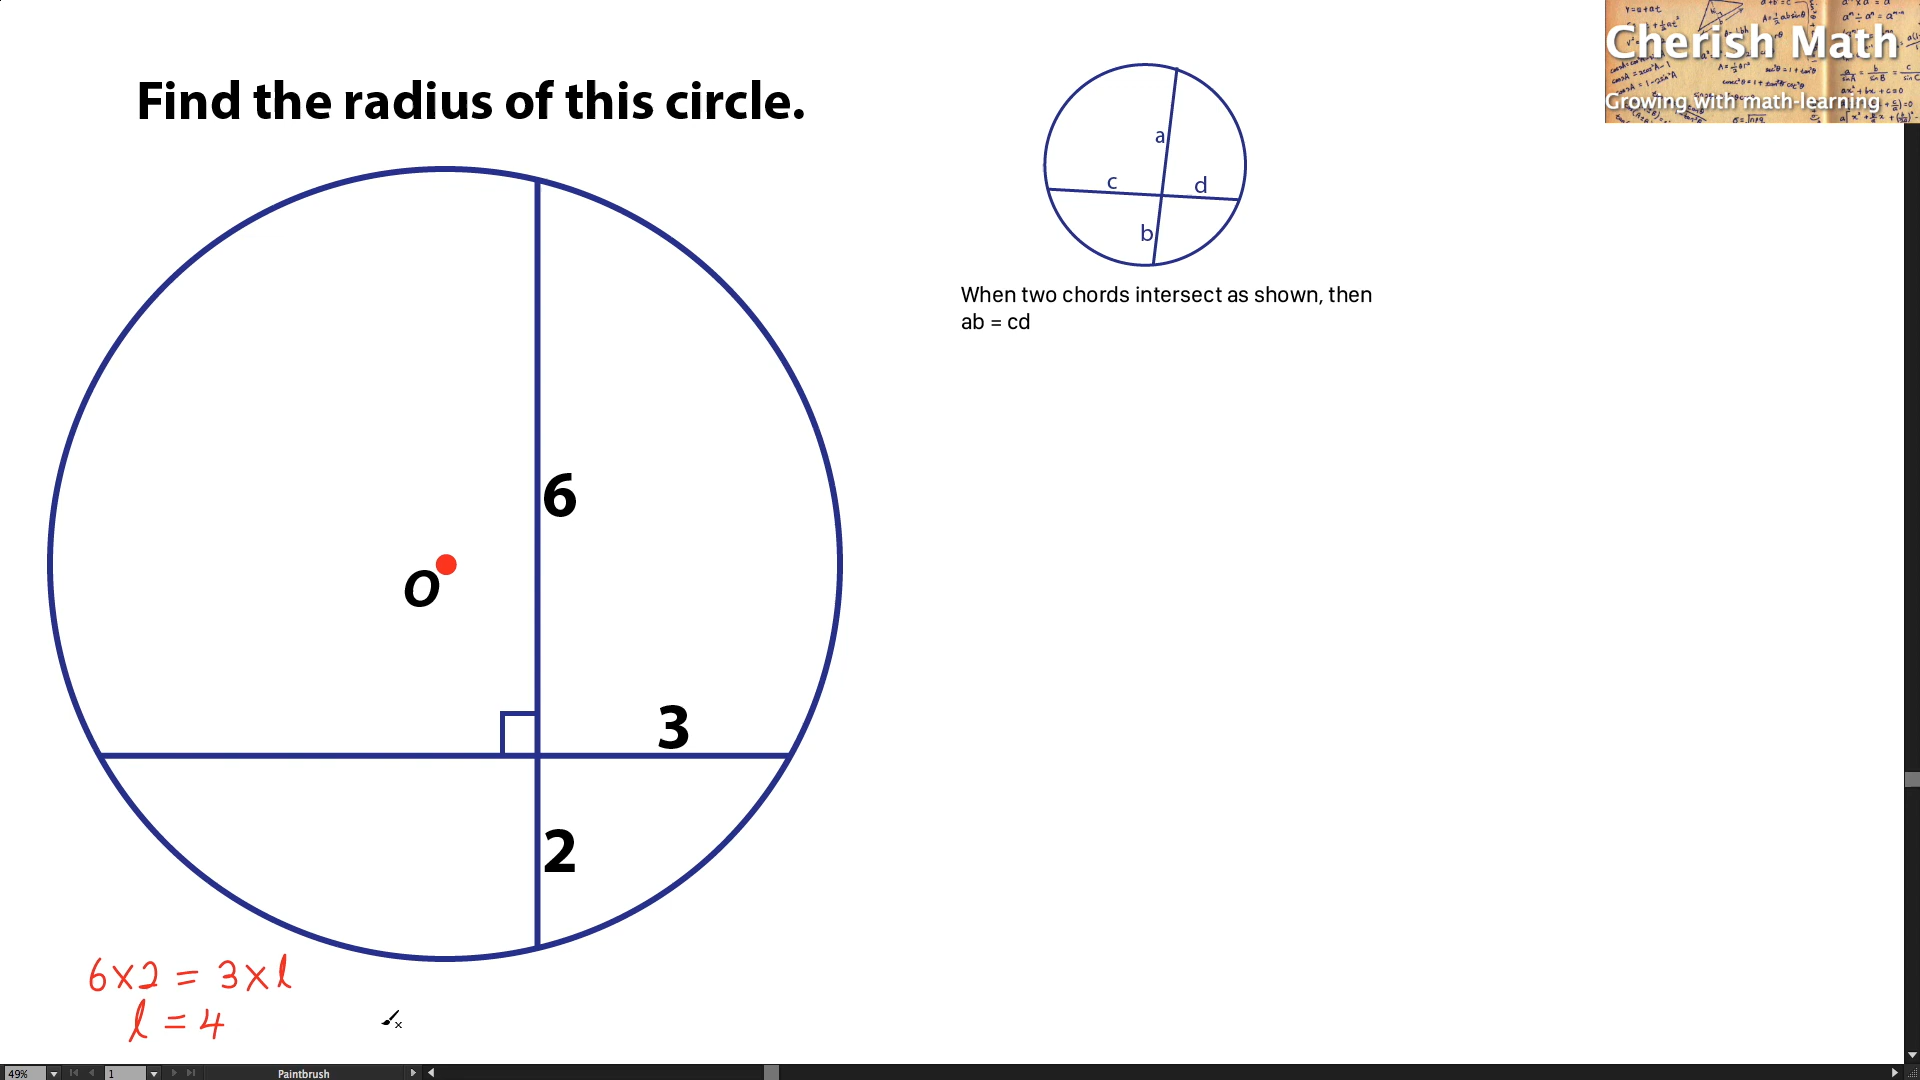 Find the radius of this circle.
Cherish Math
Growing with math-learning
a
c
d
b
When two chords intersect as shown, then
ab = cd
6
O
3
2
6×2 = 3×l
l = 4
49%
1
Paintbrush